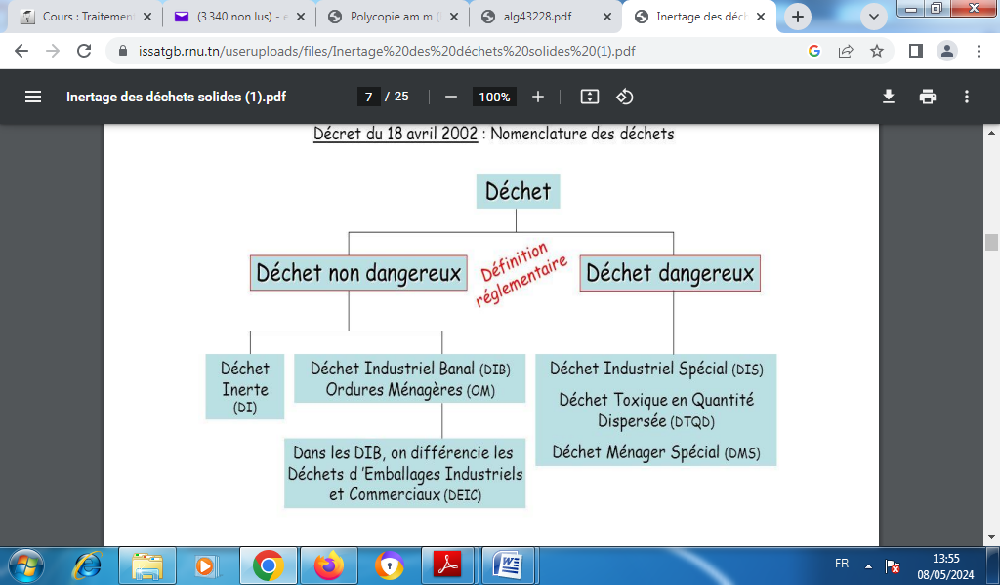 Cours : Traitement
(3 340 non lus) - e
Polycopie am m (
alg43228.pdf
Inertage des déch
issatgb.rnu.tn/useruploads/files/Inertage%20des%20déchets%20solides%20(1).pdf
Inertage des déchets solides (1).pdf
7 / 25
100%
Décret du 18 avril 2002 : Nomenclature des déchets
Déchet
Déchet non dangereux
Définition
réglementaire
Déchet dangereux
Déchet
Inerte
(DI)
Déchet Industriel Banal (DIB)
Ordures Ménagères (OM)
Dans les DIB, on différencie les
Déchets d 'Emballages Industriels
et Commerciaux (DEIC)
Déchet Industriel Spécial (DIS)
Déchet Toxique en Quantité
Dispersée (DTQD)
Déchet Ménager Spécial (DMS)
FR
13:55
08/05/2024